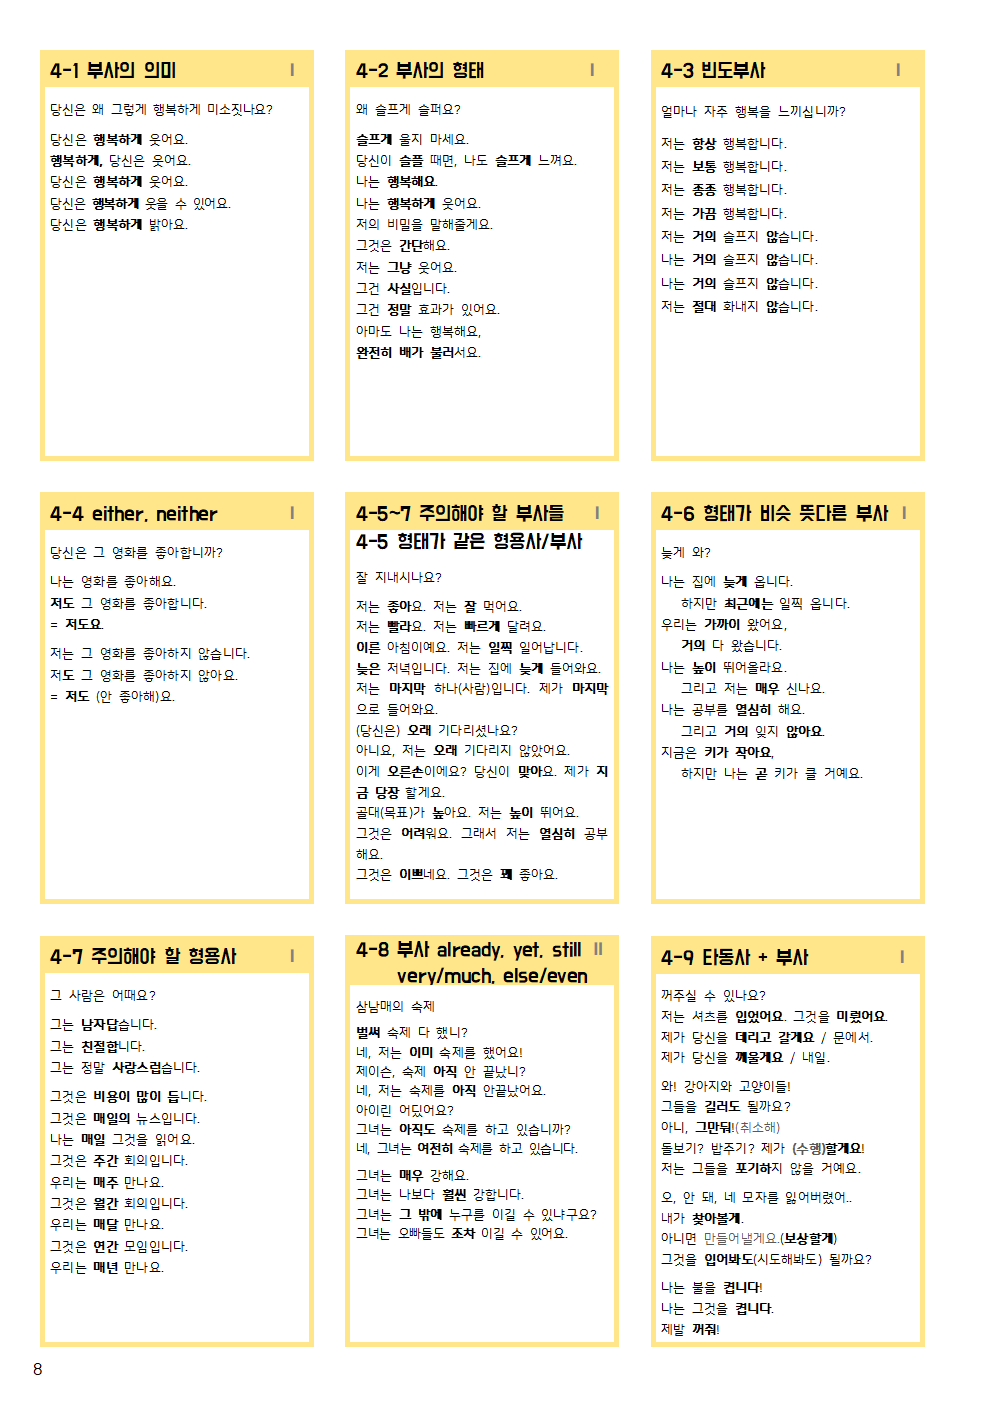 4-1 부사의 의미 I
당신은 왜 그렇게 행복하게 미소짓나요?
당신은 행복하게 웃어요.
행복하게, 당신은 웃어요.
당신은 행복하게 웃어요.
당신은 행복하게 웃을 수 있어요.
당신은 행복하게 밝아요.
4-2 부사의 형태 I
왜 슬프게 슬퍼요?
슬프게 울지 마세요.
당신이 슬플 때면, 나도 슬프게 느껴요.
나는 행복해요.
나는 행복하게 웃어요.
저의 비밀을 말해줄게요.
그것은 간단해요.
저는 그냥 웃어요.
그건 사실입니다.
그건 정말 효과가 있어요.
아마도 나는 행복해요,
완전히 배가 불러서요.
4-3 빈도부사 I
얼마나 자주 행복을 느끼십니까?
저는 항상 행복합니다.
저는 보통 행복합니다.
저는 종종 행복합니다.
저는 가끔 행복합니다.
저는 거의 슬프지 않습니다.
나는 거의 슬프지 않습니다.
나는 거의 슬프지 않습니다.
저는 절대 화내지 않습니다.
4-4 either, neither I
당신은 그 영화를 좋아합니까?
나는 영화를 좋아해요.
저도 그 영화를 좋아합니다.
= 저도요.
저는 그 영화를 좋아하지 않습니다.
저도 그 영화를 좋아하지 않아요.
= 저도 (안 좋아해)요.
4-5~7 주의해야 할 부사들 I
4-5 형태가 같은 형용사/부사
잘 지내시나요?
저는 좋아요. 저는 잘 먹어요.
저는 빨라요. 저는 빠르게 달려요.
이른 아침이예요. 저는 일찍 일어납니다.
늦은 저녁입니다. 저는 집에 늦게 들어와요.
저는 마지막 하나(사람)입니다. 제가 마지막
으로 들어와요.
(당신은) 오래 기다리셨나요?
아니요, 저는 오래 기다리지 않았어요.
이게 오른손이에요? 당신이 맞아요. 제가 지
금 당장 할게요.
골대(목표)가 높아요. 저는 높이 뛰어요.
그것은 어려워요. 그래서 저는 열심히 공부
해요.
그것은 이쁘네요. 그것은 꽤 좋아요.
4-6 형태가 비슷 뜻다른 부사 I
늦게 와?
나는 집에 늦게 옵니다.
하지만 최근에는 일찍 옵니다.
우리는 가까이 왔어요,
거의 다 왔습니다.
나는 높이 뛰어올라요.
그리고 저는 매우 신나요.
나는 공부를 열심히 해요.
그리고 거의 잊지 않아요.
지금은 키가 작아요,
하지만 나는 곧 키가 클 거예요.
4-7 주의해야 할 형용사 I
그 사람은 어때요?
그는 남자답습니다.
그는 친절합니다.
그는 정말 사랑스럽습니다.
그것은 비용이 많이 듭니다.
그것은 매일의 뉴스입니다.
나는 매일 그것을 읽어요.
그것은 주간 회의입니다.
우리는 매주 만나요.
그것은 월간 회의입니다.
우리는 매달 만나요.
그것은 연간 모임입니다.
우리는 매년 만나요.
4-8 부사 already, yet, still II
very/much, else/even
삼남매의 숙제
벌써 숙제 다 했니?
네, 저는 이미 숙제를 했어요!
제이슨, 숙제 아직 안 끝났니?
네, 저는 숙제를 아직 안끝났어요.
아이린 어딨어요?
그녀는 아직도 숙제를 하고 있습니까?
네, 그녀는 여전히 숙제를 하고 있습니다.
그녀는 매우 강해요.
그녀는 나보다 훨씬 강합니다.
그녀는 그 밖에 누구를 이길 수 있냐구요?
그녀는 오빠들도 조차 이길 수 있어요.
4-9 타동사 + 부사 I
꺼주실 수 있나요?
저는 셔츠를 입었어요. 그것을 미뤘어요.
제가 당신을 데리고 갈게요 / 문에서.
제가 당신을 깨울게요 / 내일.
와! 강아지와 고양이들!
그들을 길러도 될까요?
아니, 그만둬!(취소해)
돌보기? 밥주기? 제가 (수행)할게요!
저는 그들을 포기하지 않을 거예요.
오, 안 돼, 네 모자를 잃어버렸어..
내가 찾아볼게.
아니면 만들어낼게요.(보상할게)
그것을 입어봐도(시도해봐도) 될까요?
나는 불을 켭니다!
나는 그것을 켭니다.
제발 꺼줘!
8